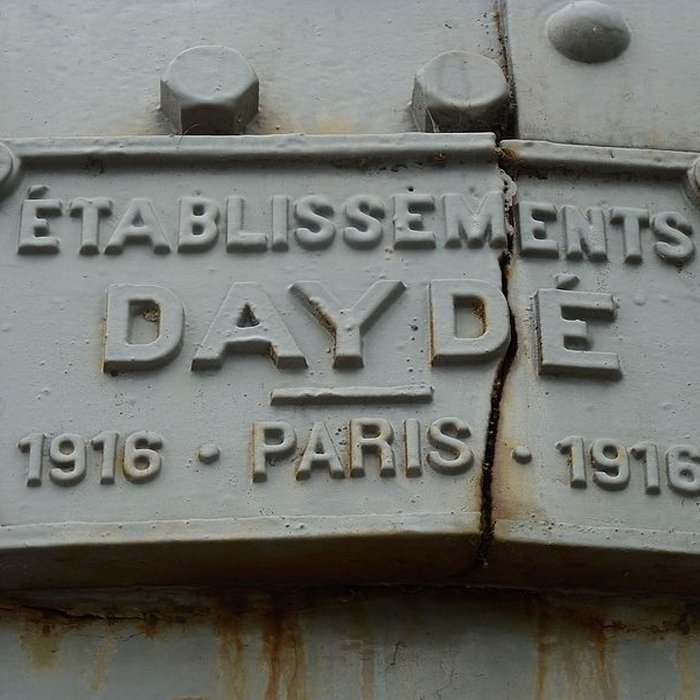 ÉTABLISSEMENTS
DAYDÉ
1916 · PARIS · 1916